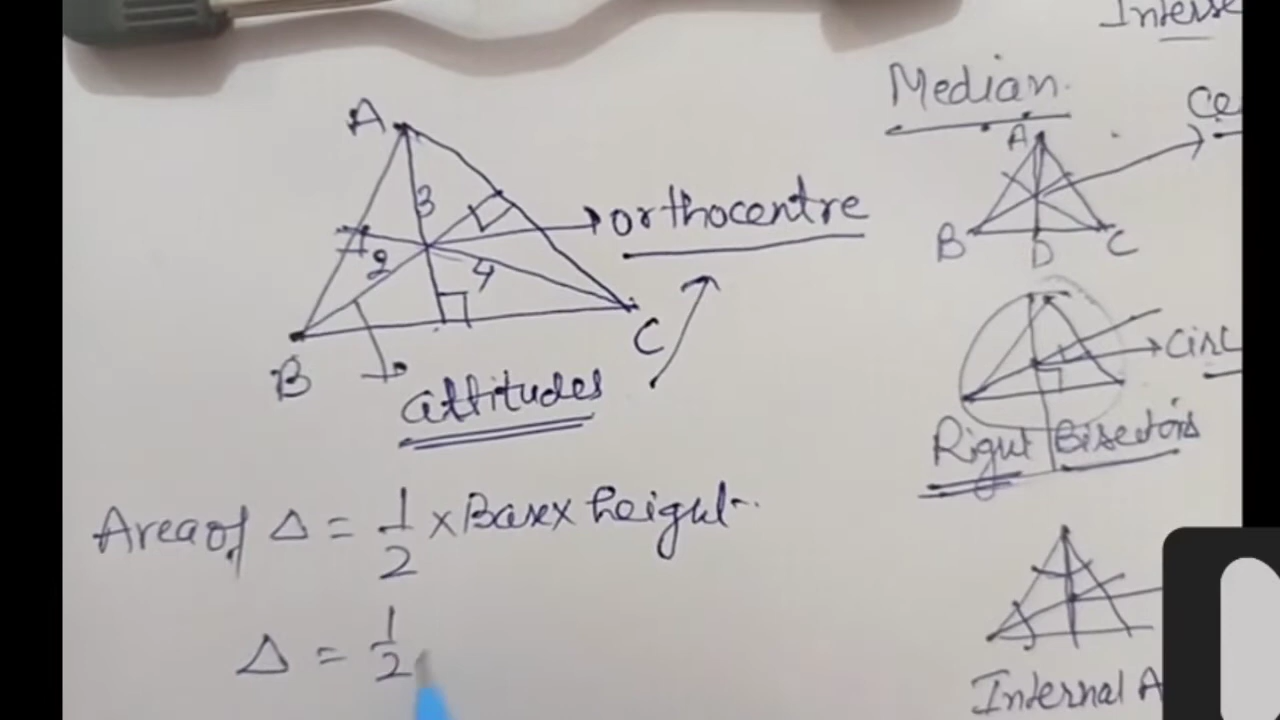 Interse
Median.
Ce
A
B D C
A
3
orthocentre
2
4
B
C
altitudes
circ
Right Bisectors
Area of Δ = 1/2 × Base × height
Δ = 1/2
Internal A